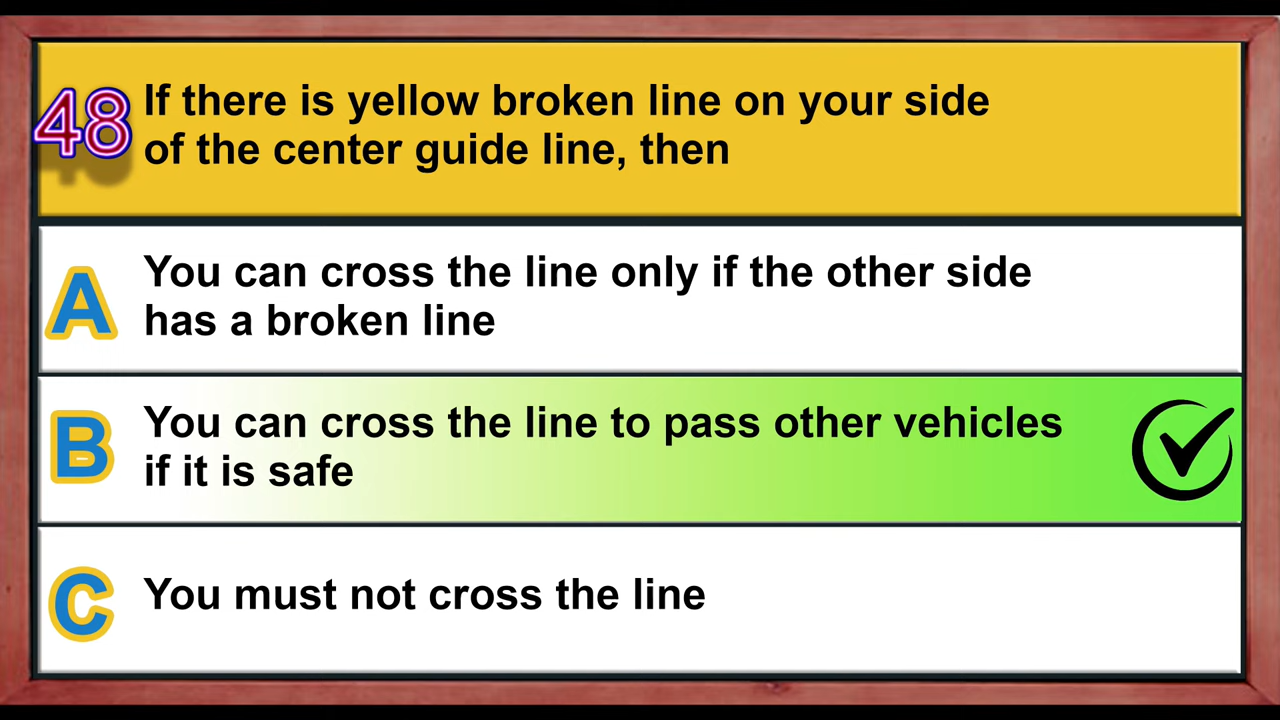 48
If there is yellow broken line on your side
of the center guide line, then
A
You can cross the line only if the other side
has a broken line
B
You can cross the line to pass other vehicles
if it is safe
C
You must not cross the line